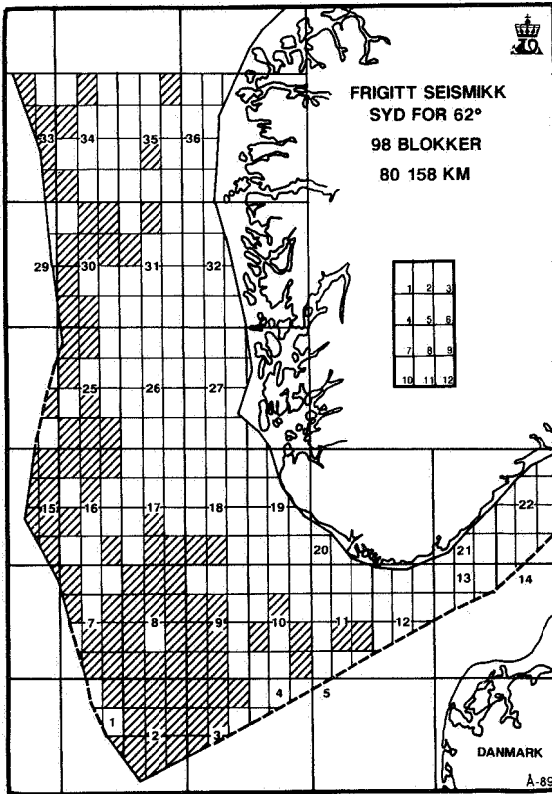 FRIGITT SEISMIKK
SYD FOR 62°
98 BLOKKER
80 158 KM
33 34 35 36
29 30 31 32
1 2 3
4 5 6
7 8 9
10 11 12
25 26 27
15 16 17 18 19
22
20 21
13 14
7 8 9 10 11 12
4 5
1 2 3
DANMARK
Å-89